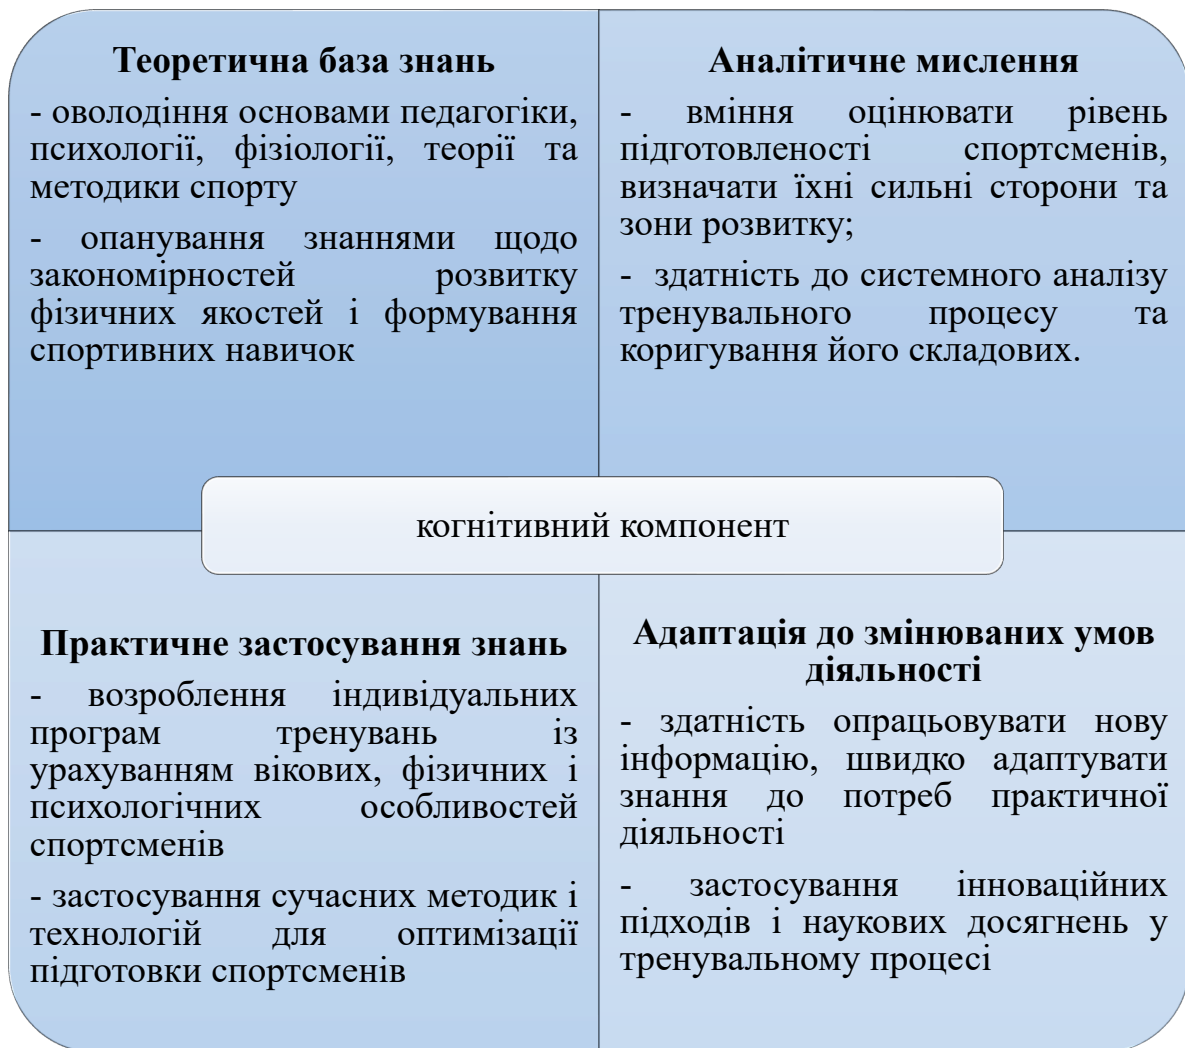 Теоретична база знань
- оволодіння основами педагогіки,
психології, фізіології, теорії та
методики спорту
- опанування знаннями щодо
закономірностей розвитку
фізичних якостей і формування
спортивних навичок
Аналітичне мислення
- вміння оцінювати рівень
підготовленості спортсменів,
визначати їхні сильні сторони та
зони розвитку;
- здатність до системного аналізу
тренувального процесу та
коригування його складових.
когнітивний компонент
Практичне застосування знань
- возроблення індивідуальних
програм тренувань із
урахуванням вікових, фізичних і
психологічних особливостей
спортсменів
- застосування сучасних методик і
технологій для оптимізації
підготовки спортсменів
Адаптація до змінюваних умов
діяльності
- здатність опрацьовувати нову
інформацію, швидко адаптувати
знання до потреб практичної
діяльності
- застосування інноваційних
підходів і наукових досягнень у
тренувальному процесі